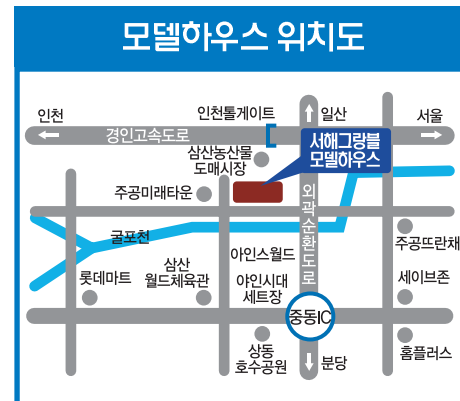 모델하우스 위치도
인천
인천톨게이트
일산
서울
경인고속도로
서해그랑블
모델하우스
삼산농산물
도매시장
주공미래타운
외곽순환도로
굴포천
주공뜨란채
아인스월드
롯데마트
삼산
월드체육관
야인시대
세트장
세이브존
중동IC
상동
호수공원
분당
홈플러스